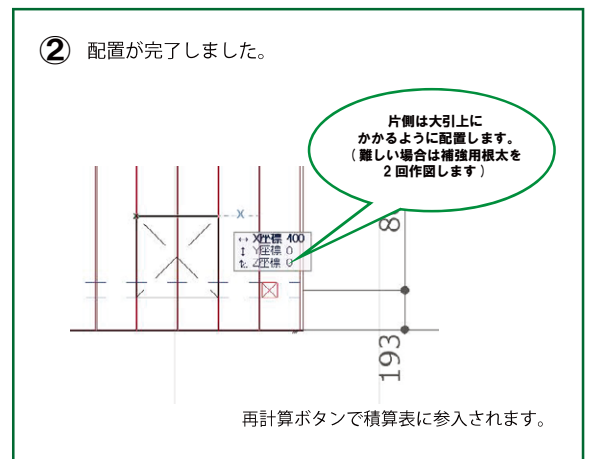 ② 配置が完了しました。
片側は大引上に
かかるように配置します。
(難しい場合は補強用根太を
2回作図します)
X
8
X座標 400
Y座標 0
Z座標 0
193
再計算ボタンで積算表に参入されます。